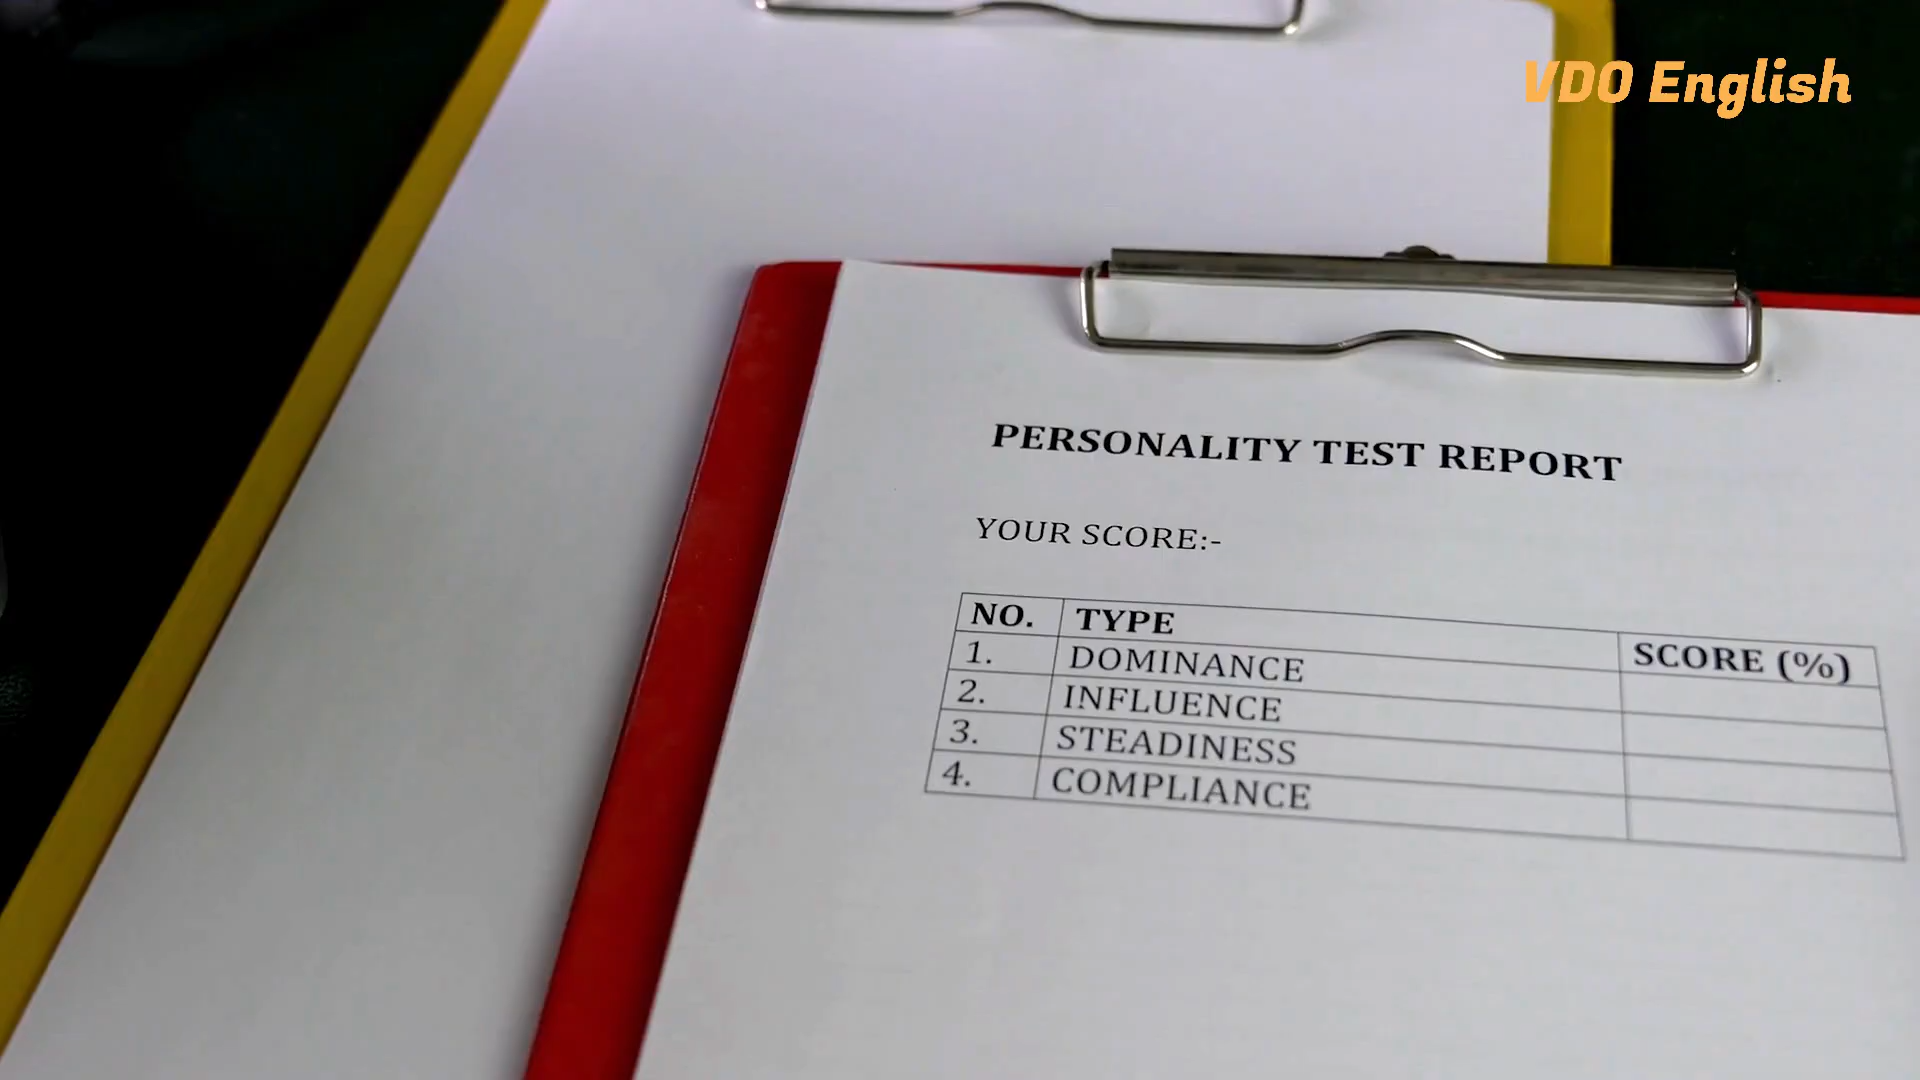 VDO English
PERSONALITY TEST REPORT
YOUR SCORE:-
NO. TYPE SCORE (%)
1. DOMINANCE
2. INFLUENCE
3. STEADINESS
4. COMPLIANCE